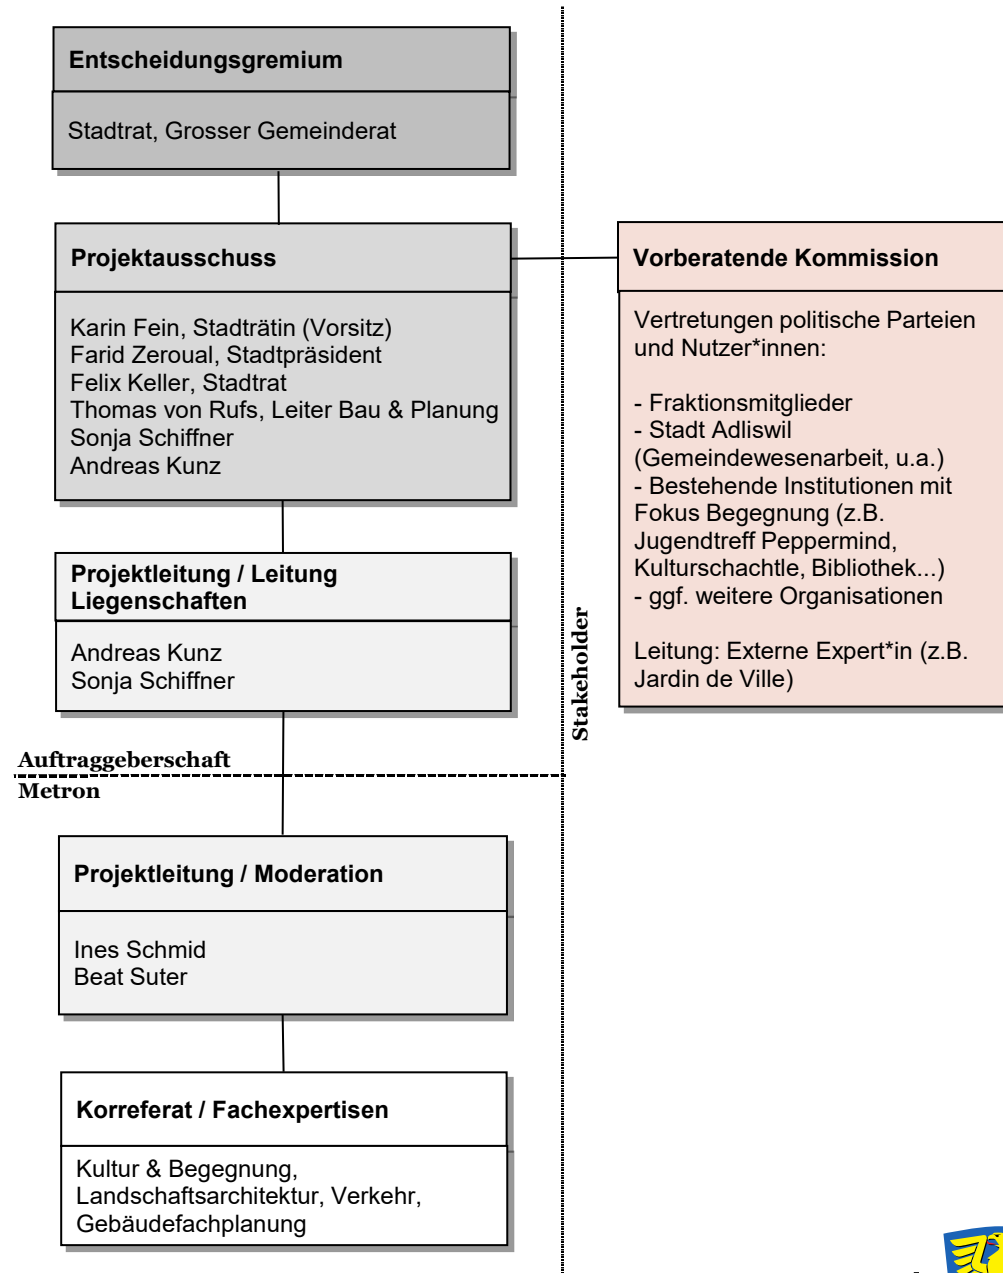 Entscheidungsgremium
Stadtrat, Grosser Gemeinderat
Projektausschuss
Karin Fein, Stadträtin (Vorsitz)
Farid Zeroual, Stadtpräsident
Felix Keller, Stadtrat
Thomas von Rufs, Leiter Bau & Planung
Sonja Schiffner
Andreas Kunz
Vorberatende Kommission
Vertretungen politische Parteien
und Nutzer*innen:
- Fraktionsmitglieder
- Stadt Adliswil
(Gemeindewesenarbeit, u.a.)
- Bestehende Institutionen mit
Fokus Begegnung (z.B.
Jugendtreff Peppermind,
Kulturschachtle, Bibliothek...)
- ggf. weitere Organisationen
Leitung: Externe Expert*in (z.B.
Jardin de Ville)
Projektleitung / Leitung
Liegenschaften
Andreas Kunz
Sonja Schiffner
Stakeholder
Auftraggeberschaft
Metron
Projektleitung / Moderation
Ines Schmid
Beat Suter
Korreferat / Fachexpertisen
Kultur & Begegnung,
Landschaftsarchitektur, Verkehr,
Gebäudefachplanung